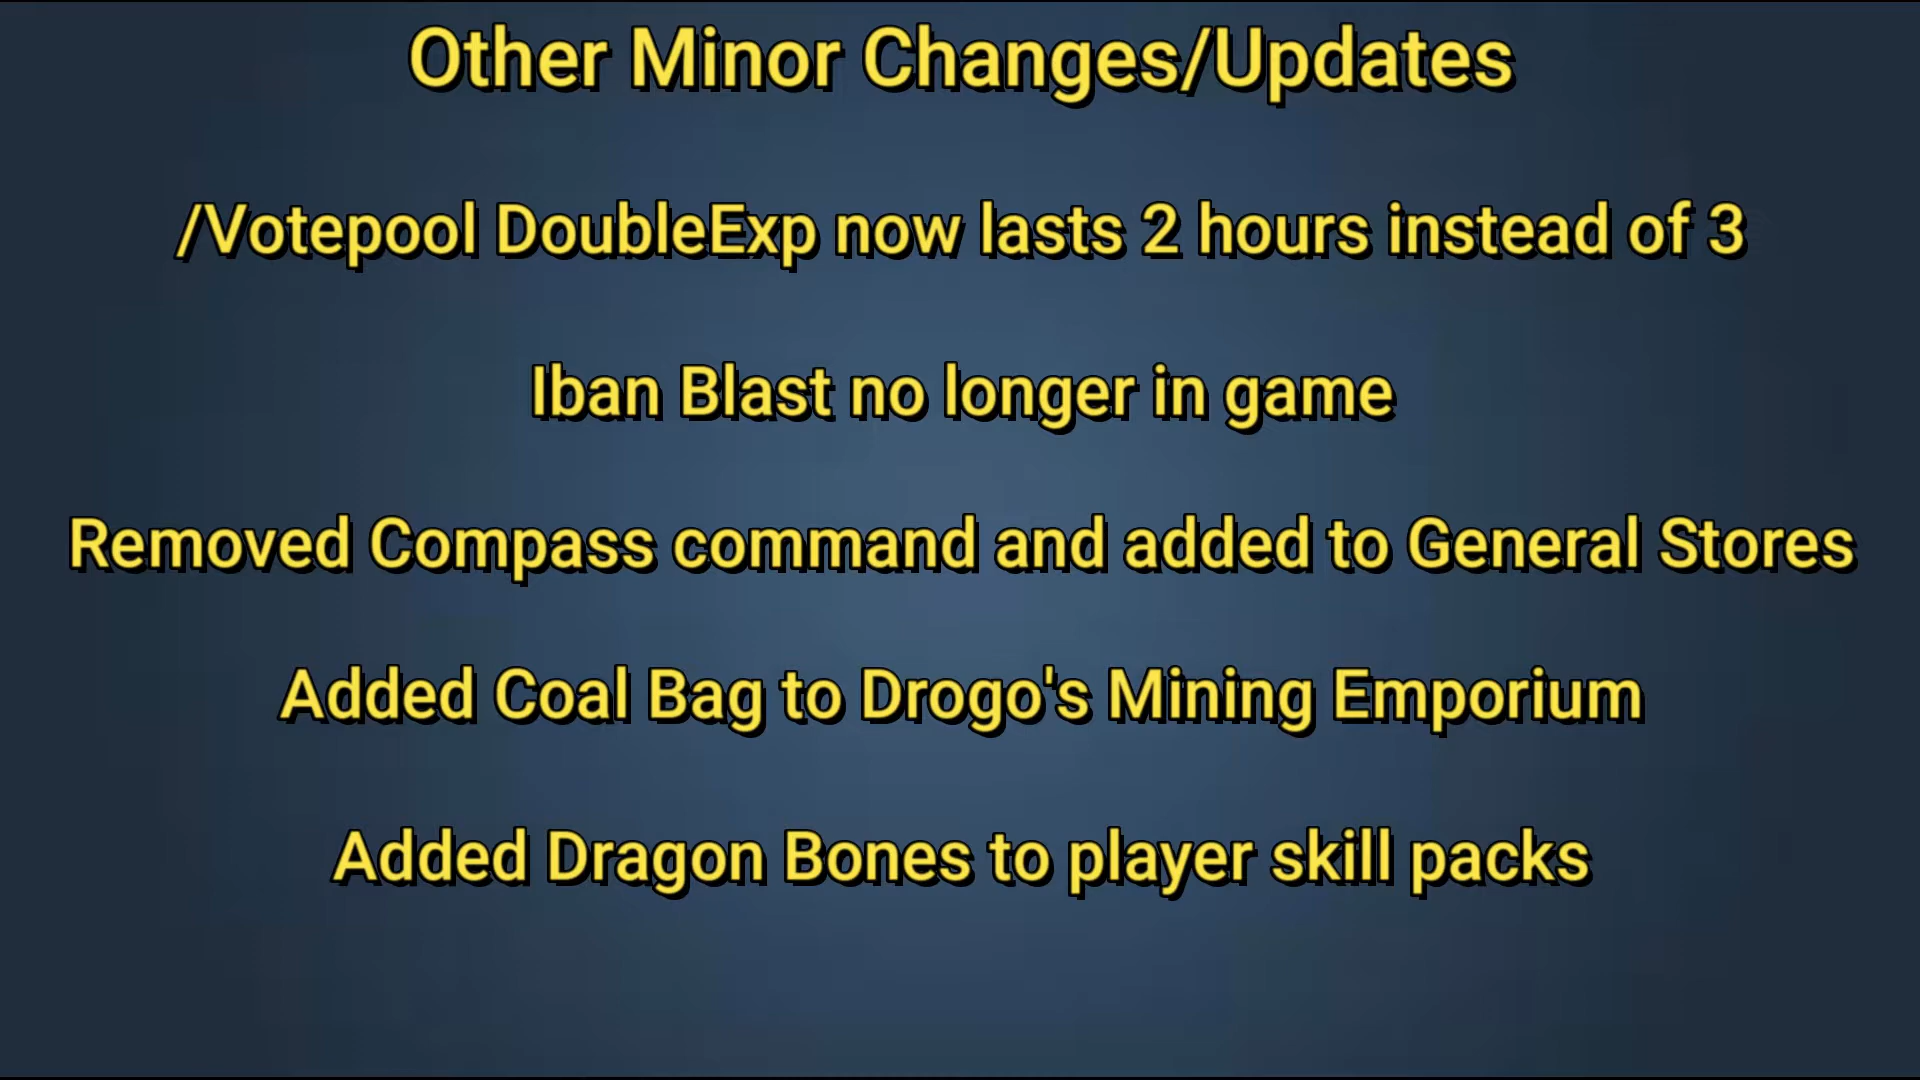 Other Minor Changes/Updates
/Votepool DoubleExp now lasts 2 hours instead of 3
Iban Blast no longer in game
Removed Compass command and added to General Stores
Added Coal Bag to Drogo's Mining Emporium
Added Dragon Bones to player skill packs